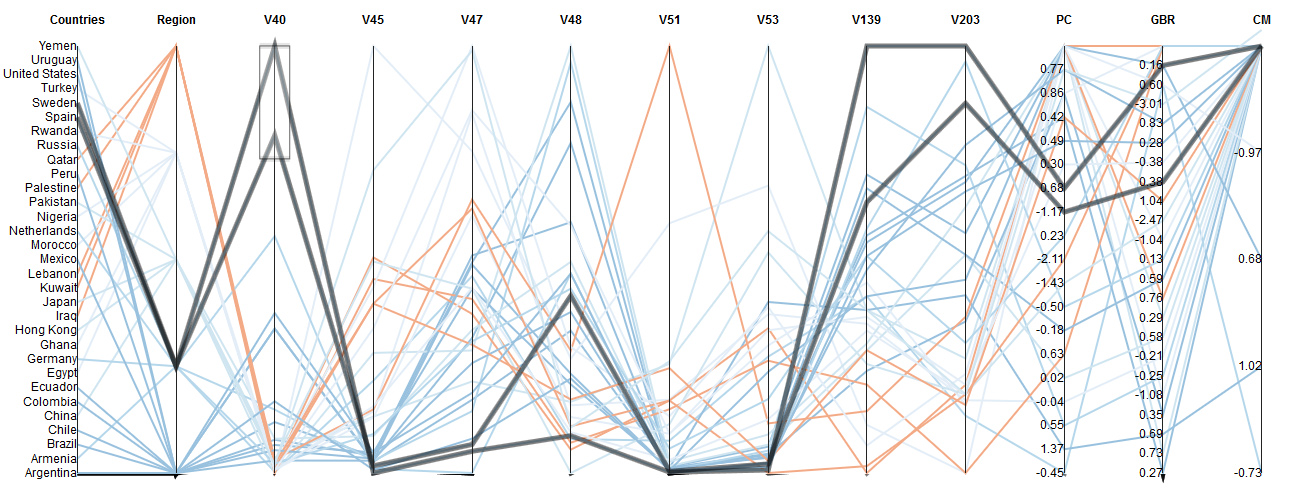 Countries Region V40 V45 V47 V48 V51 V53 V139 V203 PC GBR CM
Yemen
Uruguay
United States
Turkey
Sweden
Spain
Rwanda
Russia
Qatar
Peru
Palestine
Pakistan
Nigeria
Netherlands
Morocco
Mexico
Lebanon
Kuwait
Japan
Iraq
Hong Kong
Ghana
Germany
Egypt
Ecuador
Colombia
China
Chile
Brazil
Armenia
Argentina
0.77
0.86
0.42
0.49
0.30
0.68
-1.17
0.23
-2.11
-1.43
-0.50
-0.18
0.63
0.02
-0.04
0.55
1.37
-0.45
0.16
0.60
-3.01
0.83
0.28
-0.38
0.38
1.04
-2.47
-1.04
0.13
0.59
0.76
0.29
0.58
-0.21
-0.25
-1.08
0.35
0.69
0.73
0.27
-0.97
0.68
1.02
-0.73